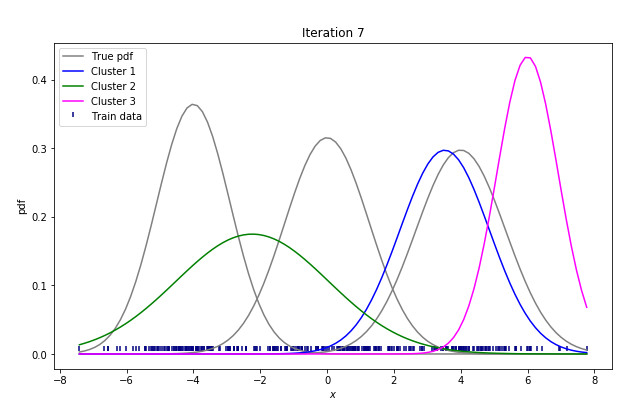 Iteration 7
True pdf
Cluster 1
Cluster 2
Cluster 3
Train data
pdf
0.4
0.3
0.2
0.1
0.0
−8 −6 −4 −2 0 2 4 6 8
x